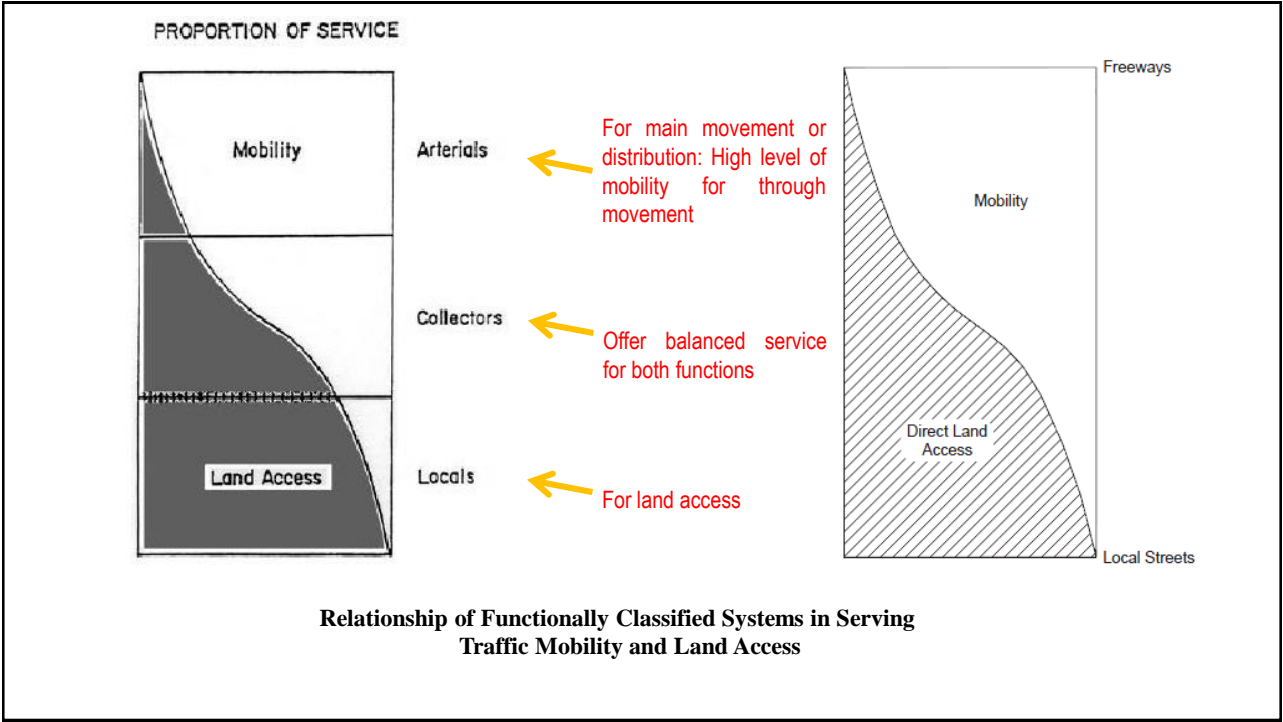 PROPORTION OF SERVICE
Mobility
Arterials
Collectors
Land Access
Locals
For main movement or
distribution: High level of
mobility for through
movement
Offer balanced service
for both functions
For land access
Freeways
Mobility
Direct Land
Access
Local Streets
Relationship of Functionally Classified Systems in Serving
Traffic Mobility and Land Access